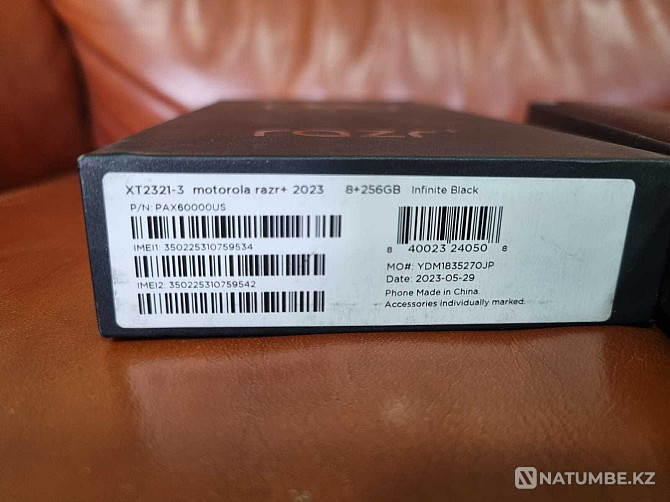 razr+
XT2321-3 motorola razr+ 2023 8+256GB Infinite Black
P/N: PAX60000US
IMEI1: 350225310759534
IMEI2: 350225310759542
8 40023 24050 8
MO#: YDM1835270JP
Date: 2023-05-29
Phone Made in China.
Accessories individually marked.
NATUMBE.KZ